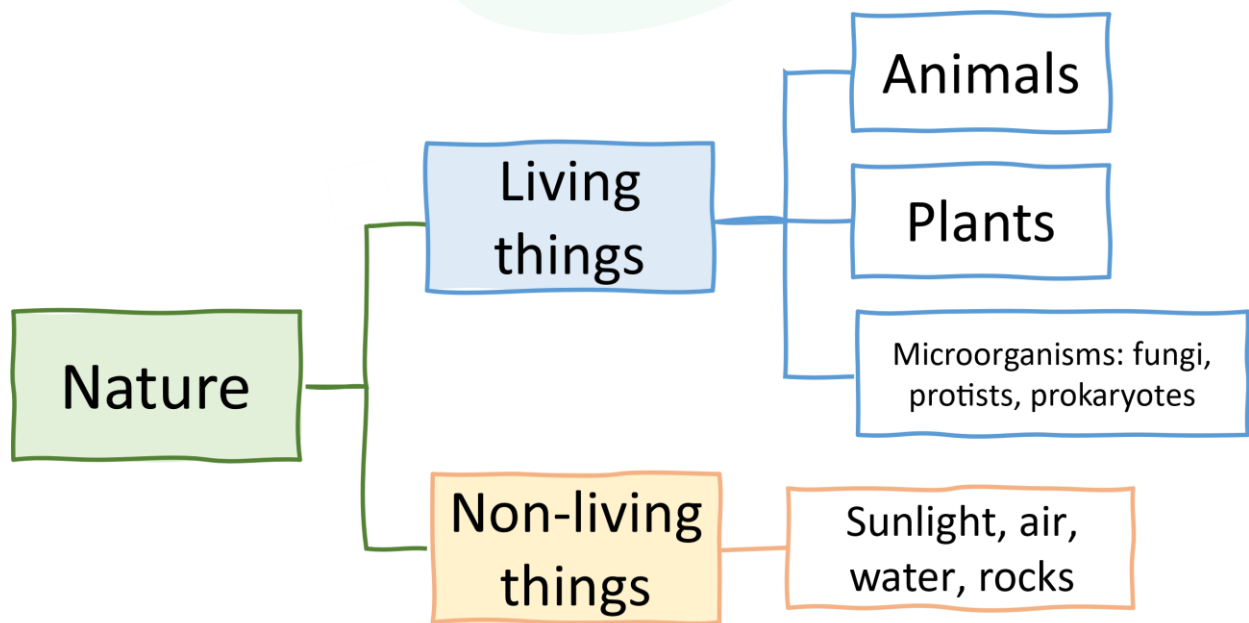 Nature
Living
things
Animals
Plants
Microorganisms: fungi,
protists, prokaryotes
Non-living
things
Sunlight, air,
water, rocks